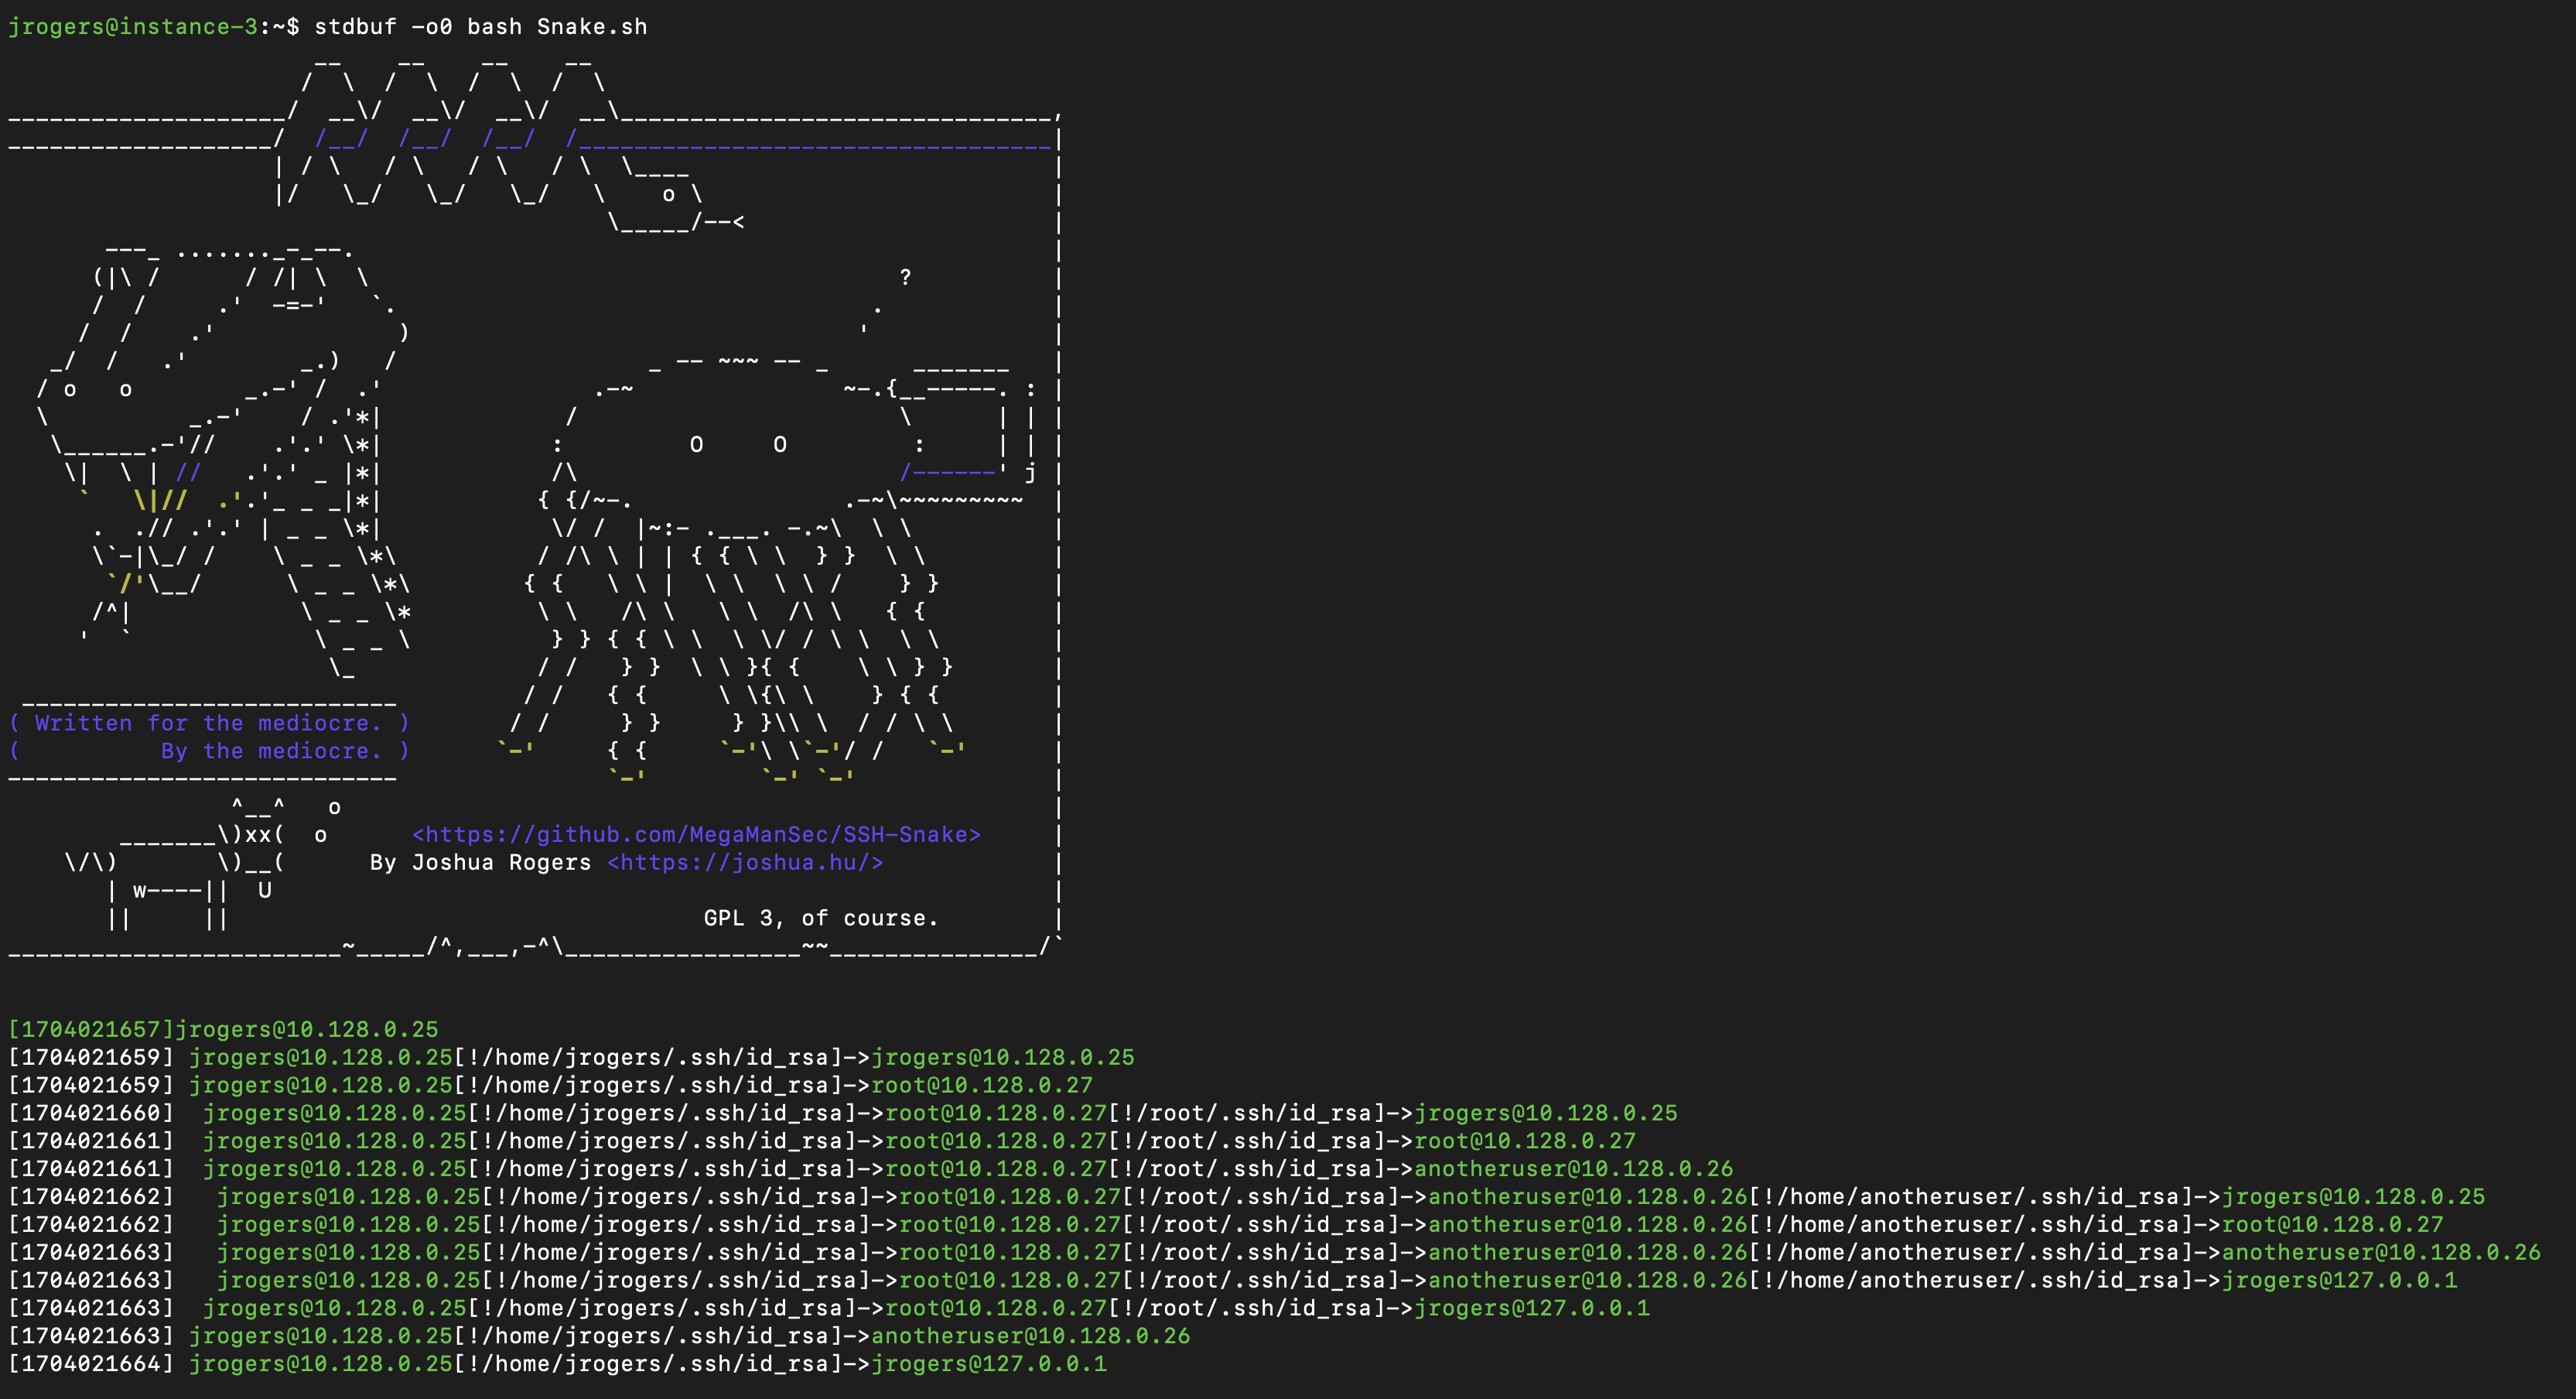 jrogers@instance-3:~$ stdbuf -o0 bash Snake.sh
( Written for the mediocre. )
( By the mediocre. )
<https://github.com/MegaManSec/SSH-Snake>
By Joshua Rogers <https://joshua.hu/>
GPL 3, of course.
[1704021657]jrogers@10.128.0.25
[1704021659] jrogers@10.128.0.25[!/home/jrogers/.ssh/id_rsa]->jrogers@10.128.0.25
[1704021659] jrogers@10.128.0.25[!/home/jrogers/.ssh/id_rsa]->root@10.128.0.27
[1704021660]  jrogers@10.128.0.25[!/home/jrogers/.ssh/id_rsa]->root@10.128.0.27[!/root/.ssh/id_rsa]->jrogers@10.128.0.25
[1704021661]  jrogers@10.128.0.25[!/home/jrogers/.ssh/id_rsa]->root@10.128.0.27[!/root/.ssh/id_rsa]->root@10.128.0.27
[1704021661]  jrogers@10.128.0.25[!/home/jrogers/.ssh/id_rsa]->root@10.128.0.27[!/root/.ssh/id_rsa]->anotheruser@10.128.0.26
[1704021662]   jrogers@10.128.0.25[!/home/jrogers/.ssh/id_rsa]->root@10.128.0.27[!/root/.ssh/id_rsa]->anotheruser@10.128.0.26[!/home/anotheruser/.ssh/id_rsa]->jrogers@10.128.0.25
[1704021662]   jrogers@10.128.0.25[!/home/jrogers/.ssh/id_rsa]->root@10.128.0.27[!/root/.ssh/id_rsa]->anotheruser@10.128.0.26[!/home/anotheruser/.ssh/id_rsa]->root@10.128.0.27
[1704021663]   jrogers@10.128.0.25[!/home/jrogers/.ssh/id_rsa]->root@10.128.0.27[!/root/.ssh/id_rsa]->anotheruser@10.128.0.26[!/home/anotheruser/.ssh/id_rsa]->anotheruser@10.128.0.26
[1704021663]   jrogers@10.128.0.25[!/home/jrogers/.ssh/id_rsa]->root@10.128.0.27[!/root/.ssh/id_rsa]->anotheruser@10.128.0.26[!/home/anotheruser/.ssh/id_rsa]->jrogers@127.0.0.1
[1704021663]  jrogers@10.128.0.25[!/home/jrogers/.ssh/id_rsa]->root@10.128.0.27[!/root/.ssh/id_rsa]->jrogers@127.0.0.1
[1704021663] jrogers@10.128.0.25[!/home/jrogers/.ssh/id_rsa]->anotheruser@10.128.0.26
[1704021664] jrogers@10.128.0.25[!/home/jrogers/.ssh/id_rsa]->jrogers@127.0.0.1